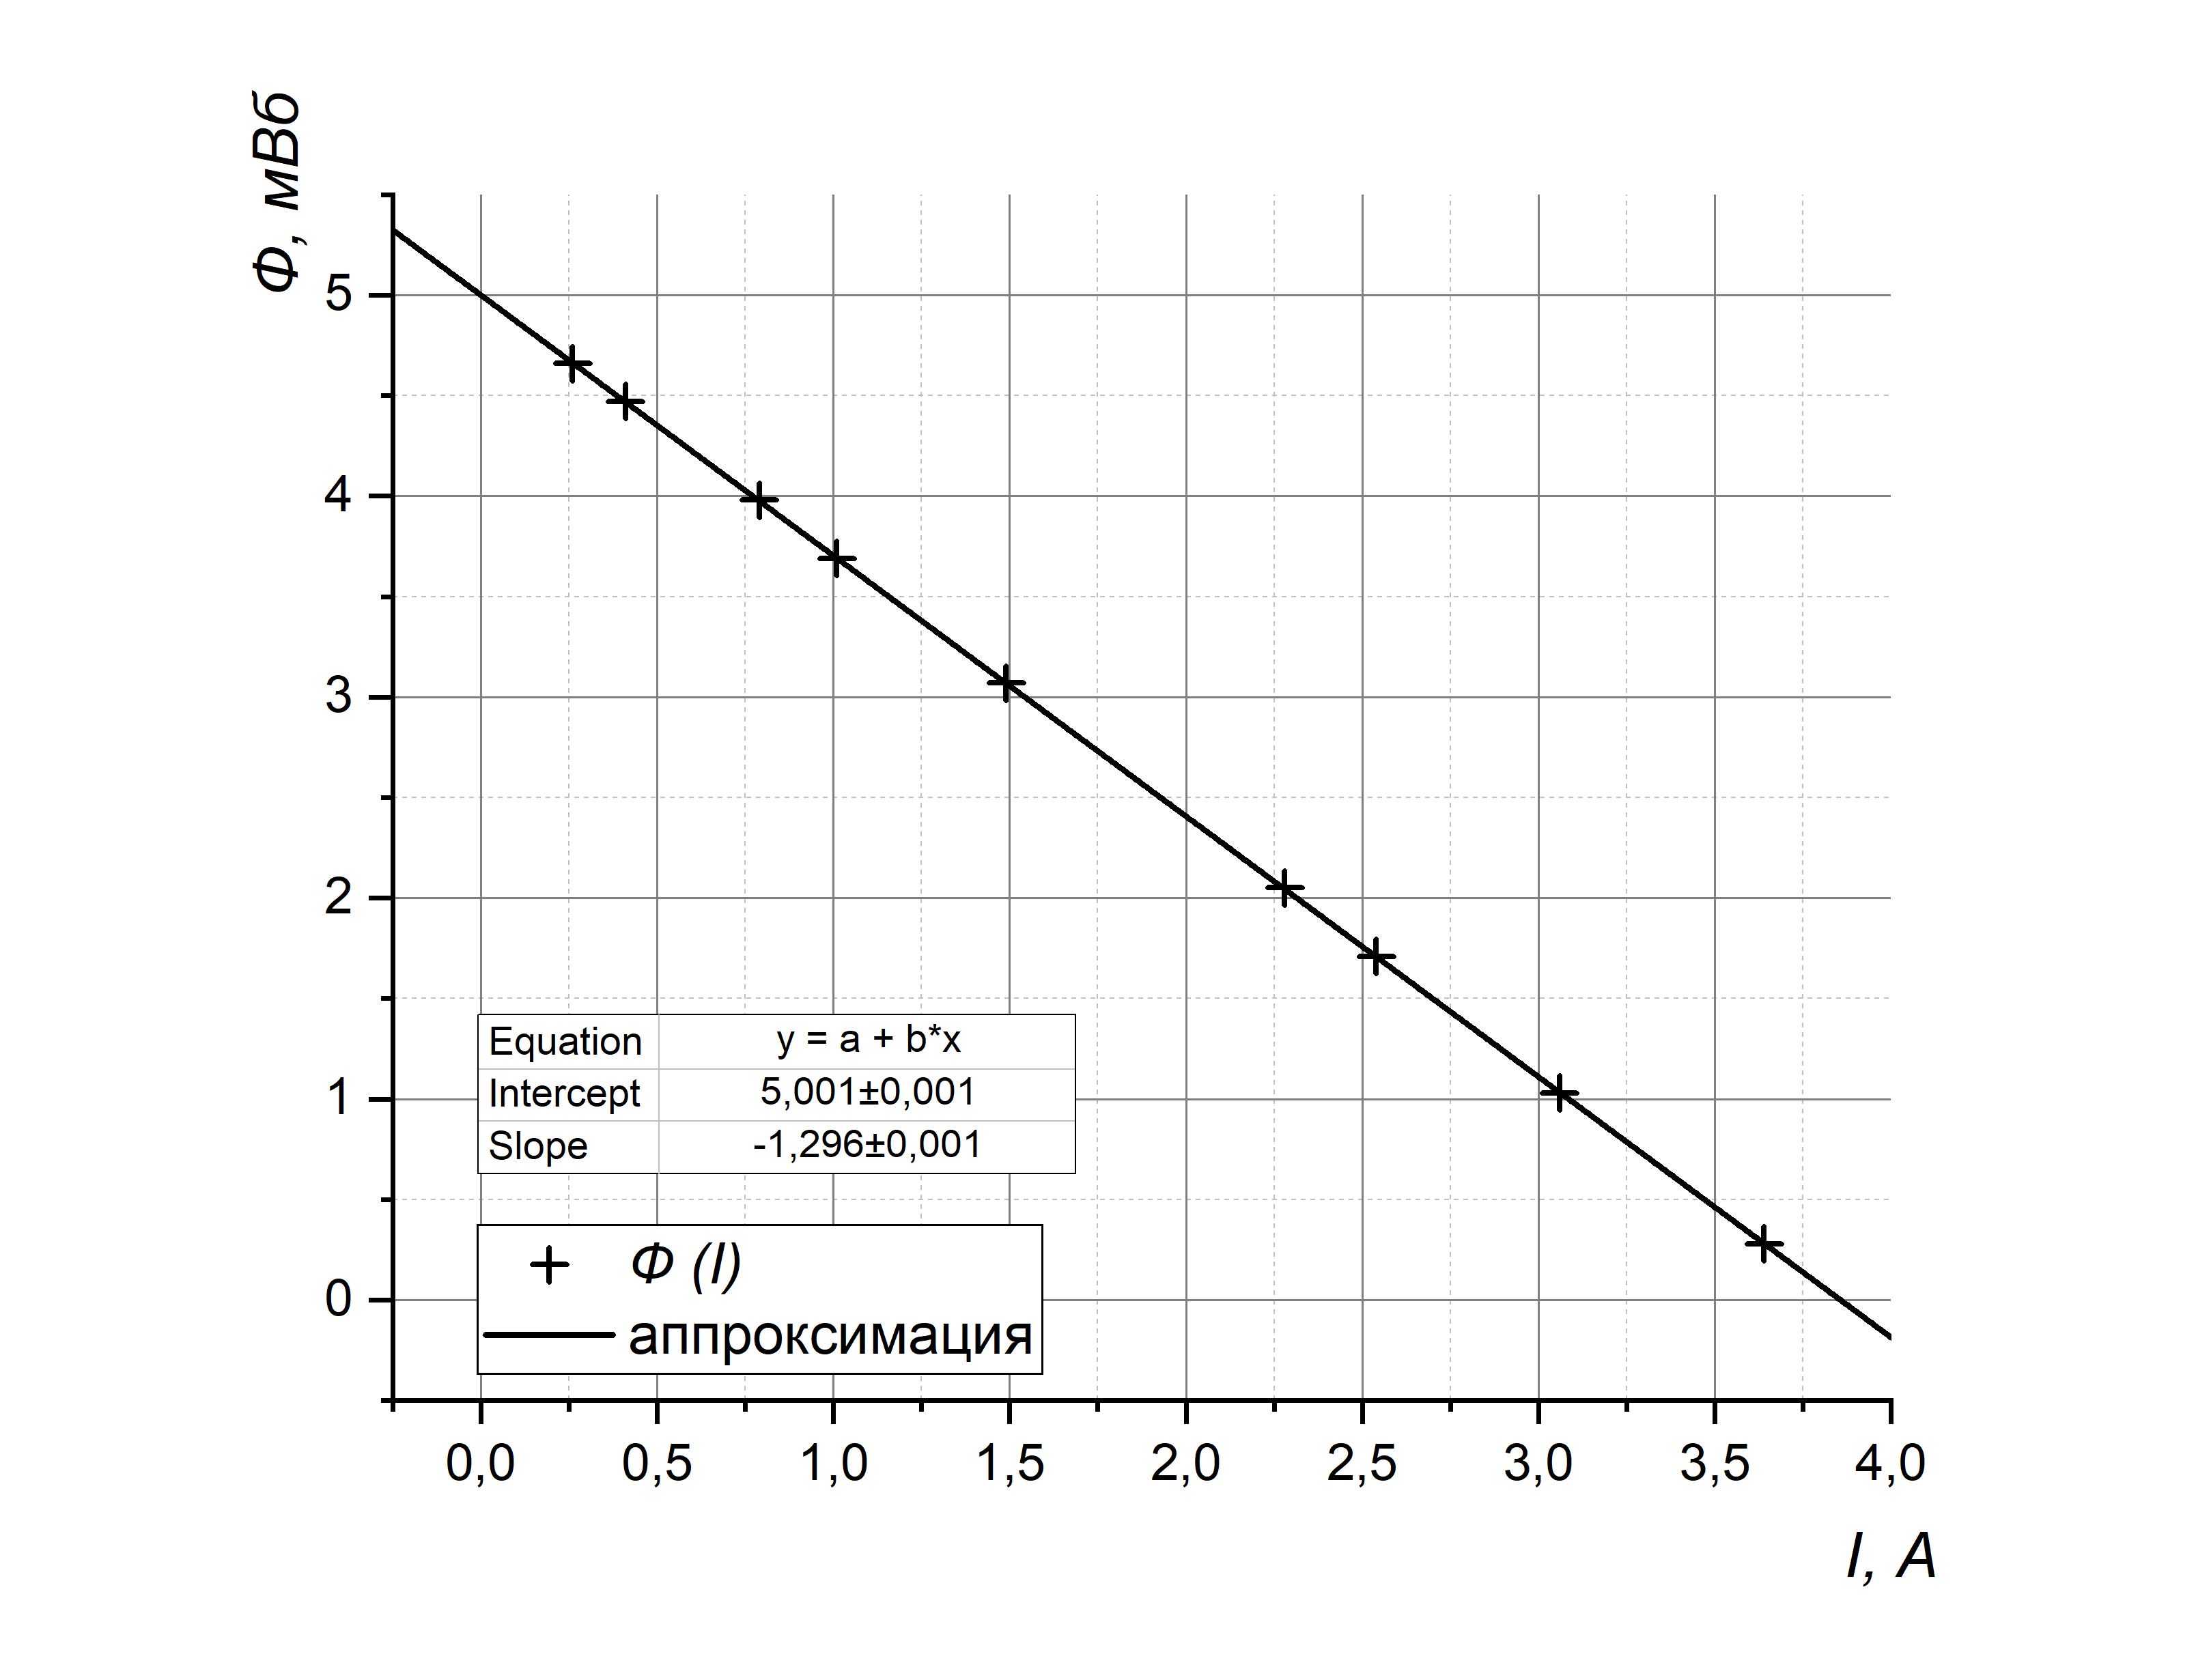 Φ, мВб
5
4
3
2
1
0
Equation y = a + b*x
Intercept 5,001±0,001
Slope -1,296±0,001
Φ (I)
аппроксимация
0,0 0,5 1,0 1,5 2,0 2,5 3,0 3,5 4,0
I, A